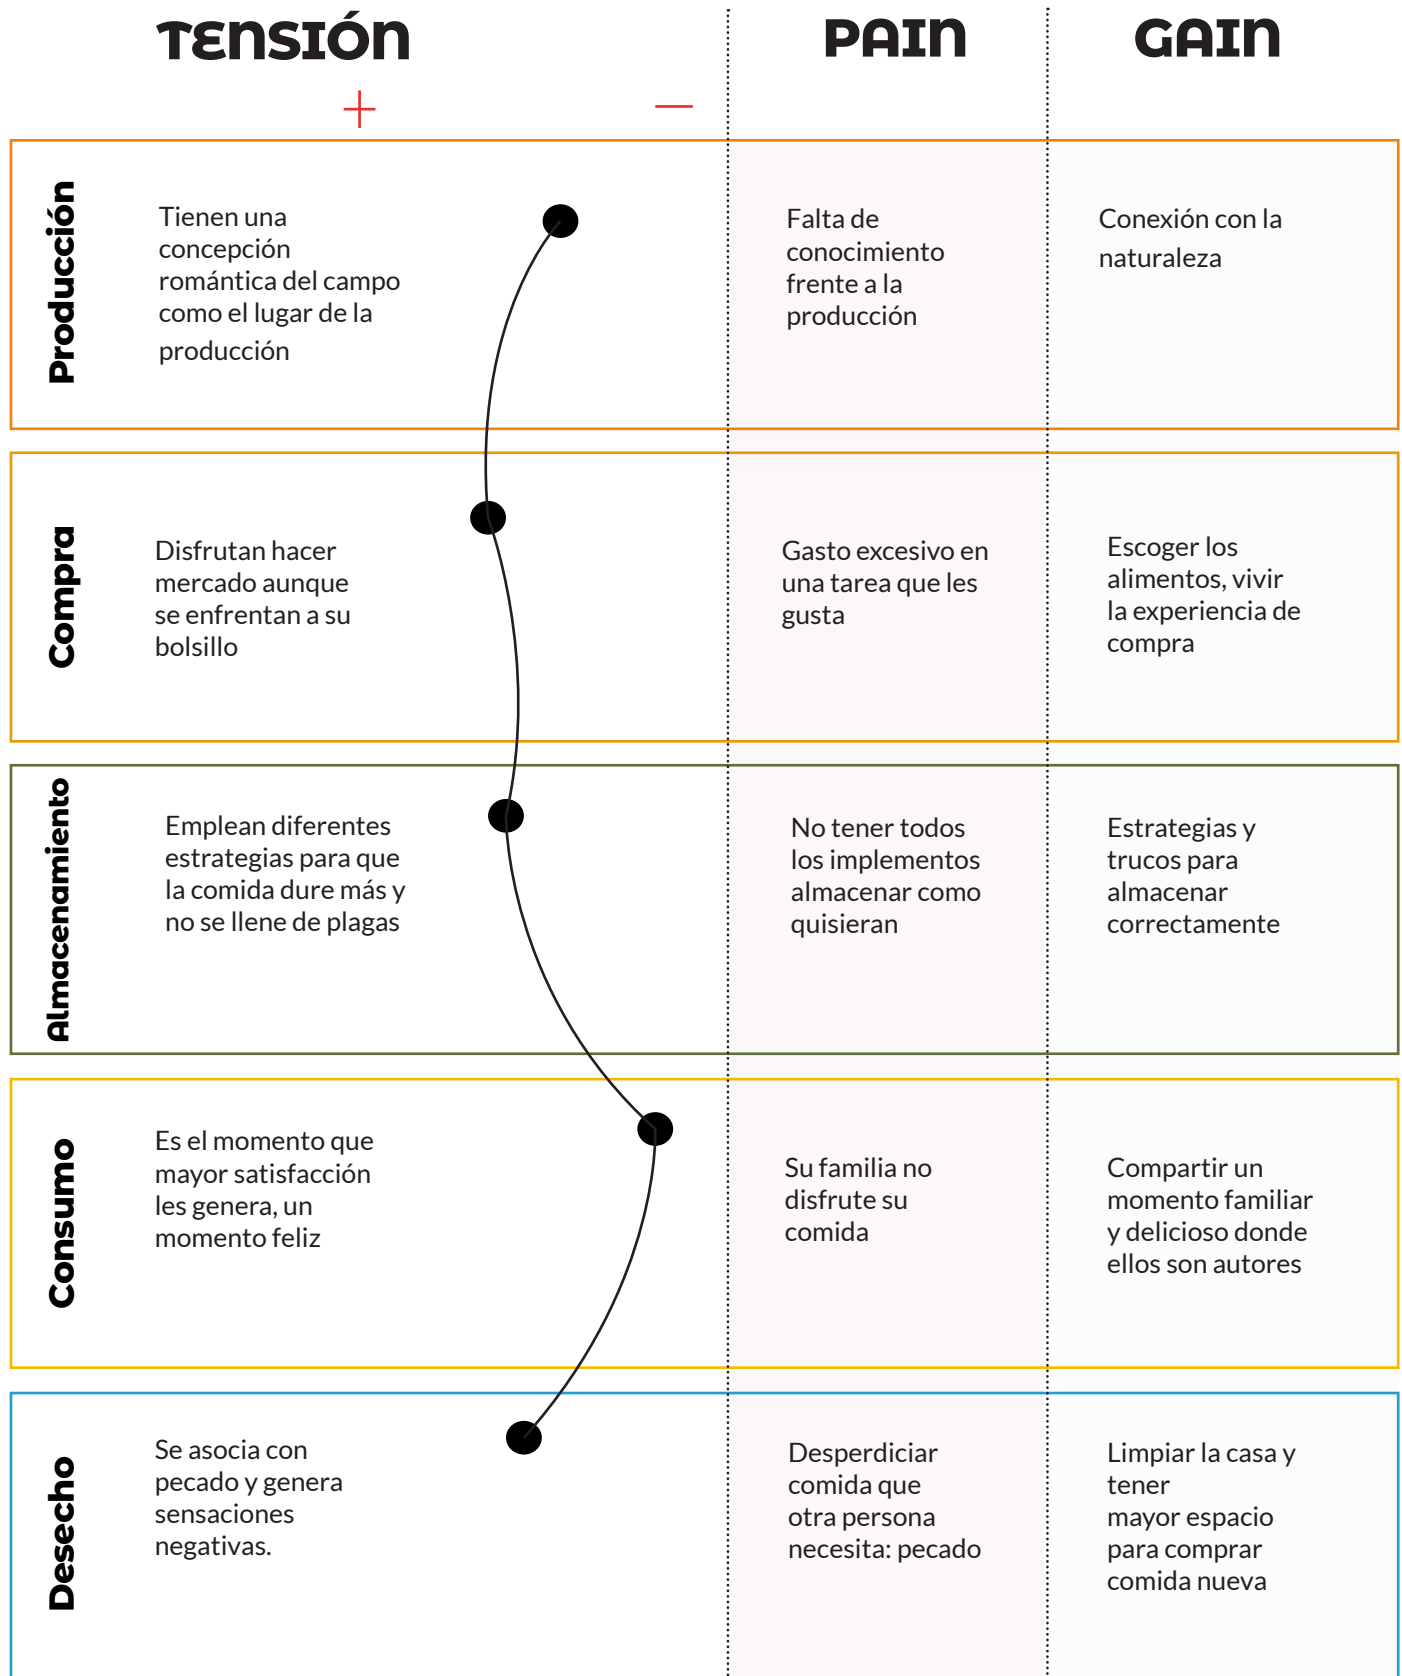 TENSIÓN
PAIN
GAIN
+
—
Producción
Tienen una
concepción
romántica del campo
como el lugar de la
producción
Falta de
conocimiento
frente a la
producción
Conexión con la
naturaleza
Compra
Disfrutan hacer
mercado aunque
se enfrentan a su
bolsillo
Gasto excesivo en
una tarea que les
gusta
Escoger los
alimentos, vivir
la experiencia de
compra
Almacenamiento
Emplean diferentes
estrategias para que
la comida dure más y
no se llene de plagas
No tener todos
los implementos
almacenar como
quisieran
Estrategias y
trucos para
almacenar
correctamente
Consumo
Es el momento que
mayor satisfacción
les genera, un
momento feliz
Su familia no
disfrute su
comida
Compartir un
momento familiar
y delicioso donde
ellos son autores
Desecho
Se asocia con
pecado y genera
sensaciones
negativas.
Desperdiciar
comida que
otra persona
necesita: pecado
Limpiar la casa y
tener
mayor espacio
para comprar
comida nueva